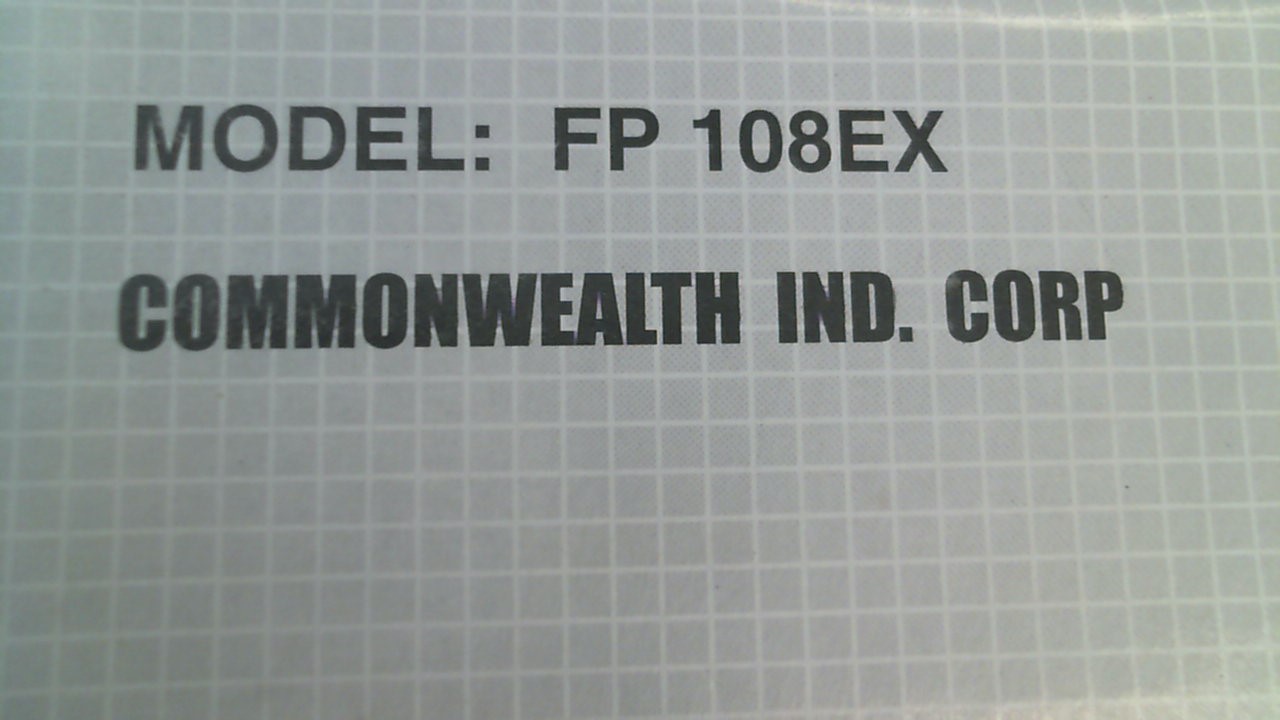 MODEL: FP 108EX
COMMONWEALTH IND. CORP